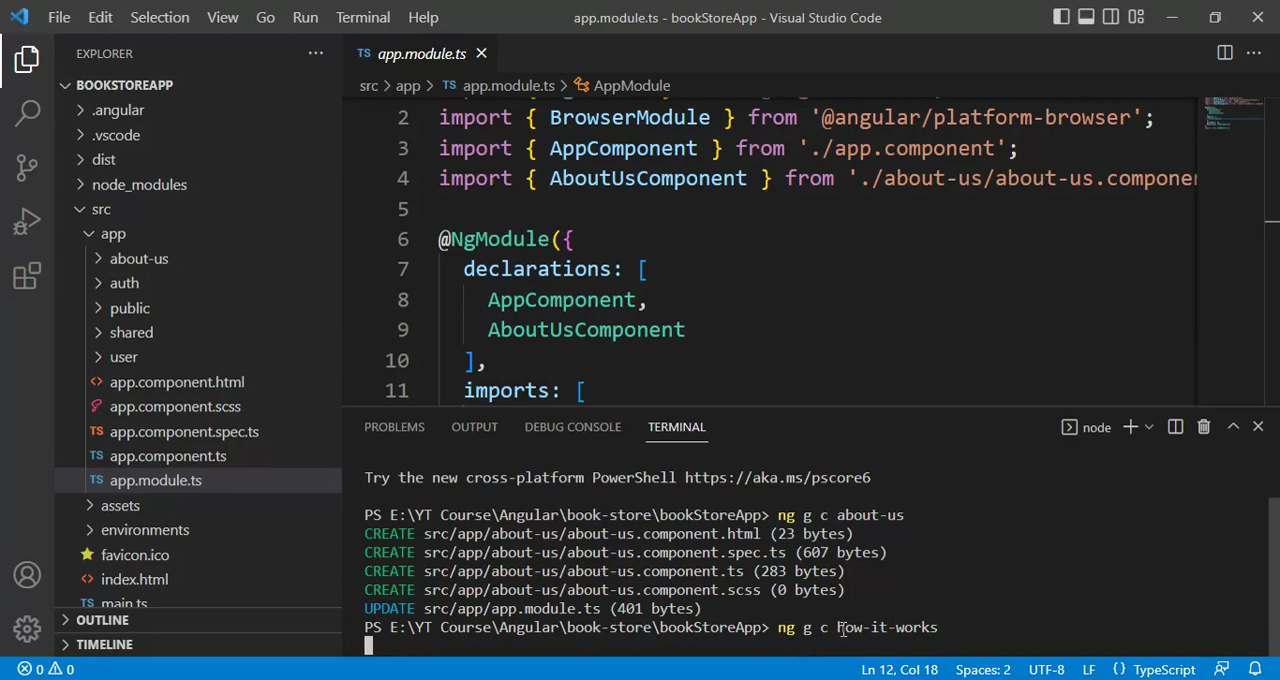 File Edit Selection View Go Run Terminal Help app.module.ts - bookStoreApp - Visual Studio Code
EXPLORER
TS app.module.ts
BOOKSTOREAPP
src > app > TS app.module.ts > AppModule
.angular
.vscode
dist
node_modules
src
app
about-us
auth
public
shared
user
app.component.html
app.component.scss
TS app.component.spec.ts
TS app.component.ts
TS app.module.ts
assets
environments
favicon.ico
index.html
main.ts
OUTLINE
TIMELINE
2 import { BrowserModule } from '@angular/platform-browser';
3 import { AppComponent } from './app.component';
4 import { AboutUsComponent } from './about-us/about-us.componen
5
6 @NgModule({
7 declarations: [
8 AppComponent,
9 AboutUsComponent
10 ],
11 imports: [
PROBLEMS OUTPUT DEBUG CONSOLE TERMINAL node
Try the new cross-platform PowerShell https://aka.ms/pscore6
PS E:\YT Course\Angular\book-store\bookStoreApp> ng g c about-us
CREATE src/app/about-us/about-us.component.html (23 bytes)
CREATE src/app/about-us/about-us.component.spec.ts (607 bytes)
CREATE src/app/about-us/about-us.component.ts (283 bytes)
CREATE src/app/about-us/about-us.component.scss (0 bytes)
UPDATE src/app/app.module.ts (401 bytes)
PS E:\YT Course\Angular\book-store\bookStoreApp> ng g c how-it-works
0 0 Ln 12, Col 18 Spaces: 2 UTF-8 LF {} TypeScript